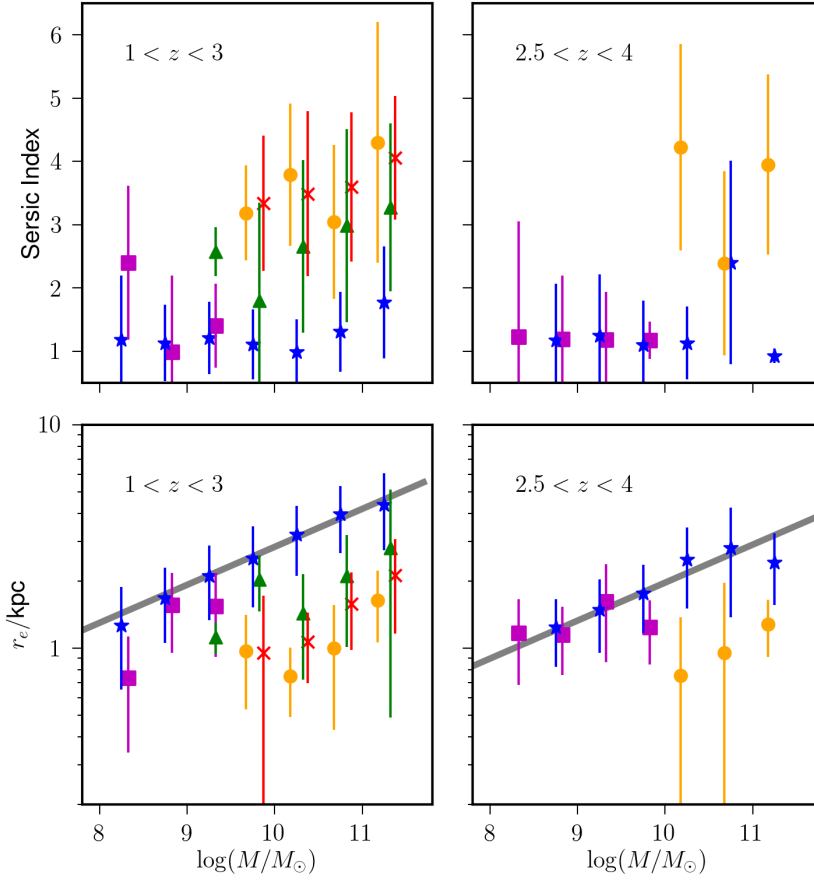 1 < z < 3
2.5 < z < 4
6
5
4
3
2
1
Sersic Index
1 < z < 3
2.5 < z < 4
10
1
r_e/kpc
8 9 10 11
8 9 10 11
log(M/M_⊙)
log(M/M_⊙)